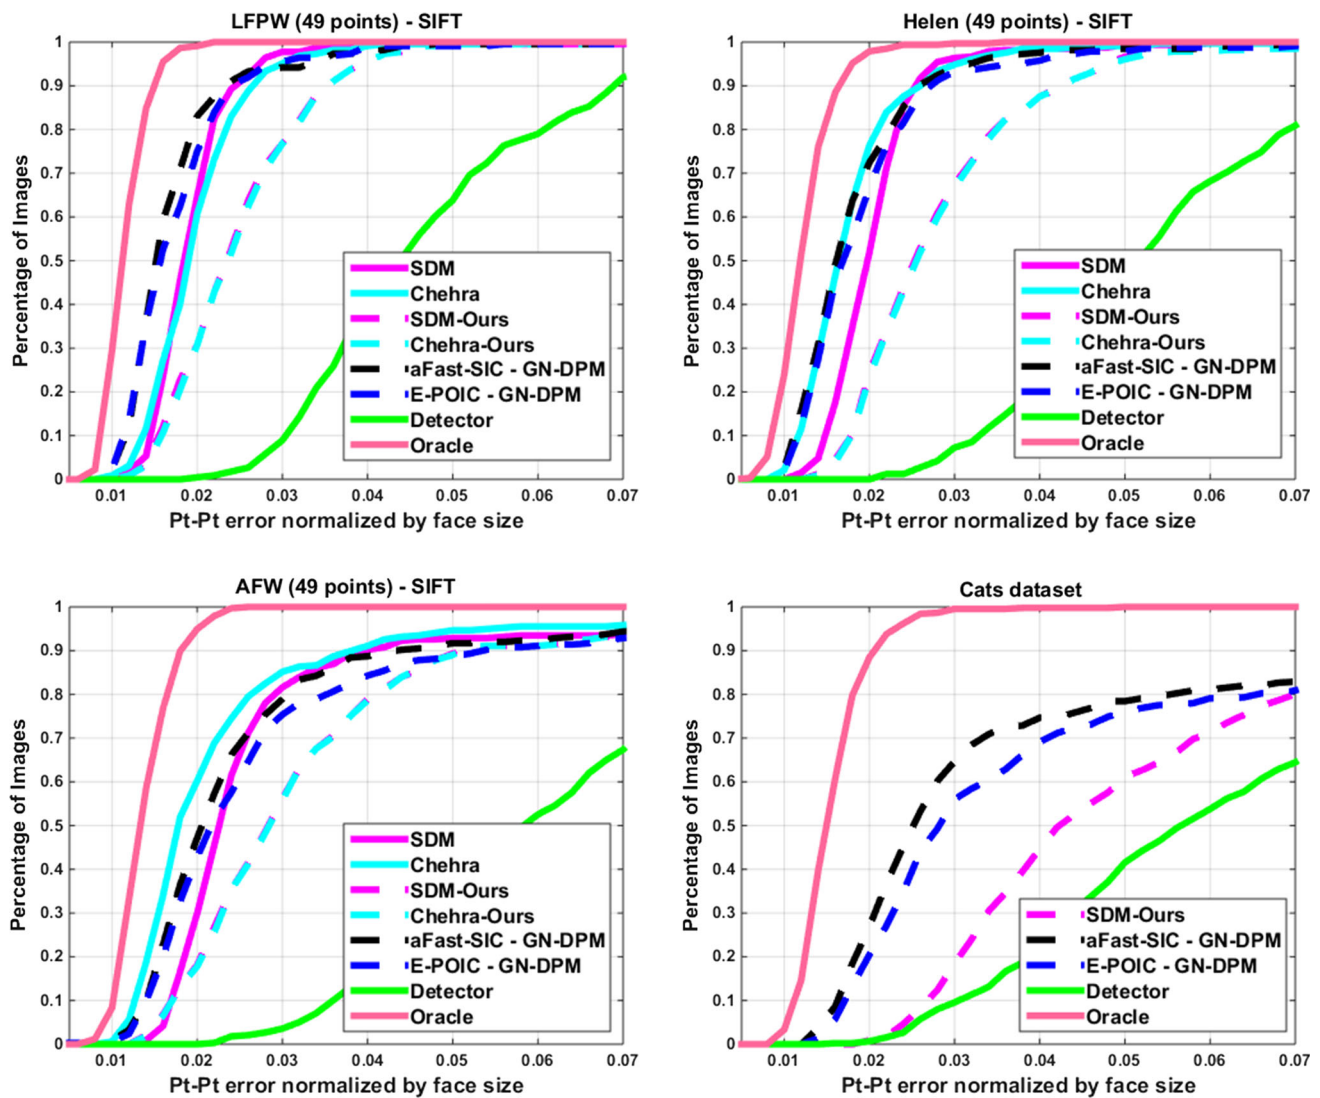 LFPW (49 points) - SIFT
Percentage of Images
1
0.9
0.8
0.7
0.6
0.5
0.4
0.3
0.2
0.1
0
0.01 0.02 0.03 0.04 0.05 0.06 0.07
Pt-Pt error normalized by face size
SDM
Chehra
SDM-Ours
Chehra-Ours
aFast-SIC - GN-DPM
E-POIC - GN-DPM
Detector
Oracle
Helen (49 points) - SIFT
Percentage of Images
1
0.9
0.8
0.7
0.6
0.5
0.4
0.3
0.2
0.1
0
0.01 0.02 0.03 0.04 0.05 0.06 0.07
Pt-Pt error normalized by face size
SDM
Chehra
SDM-Ours
Chehra-Ours
aFast-SIC - GN-DPM
E-POIC - GN-DPM
Detector
Oracle
AFW (49 points) - SIFT
Percentage of Images
1
0.9
0.8
0.7
0.6
0.5
0.4
0.3
0.2
0.1
0
0.01 0.02 0.03 0.04 0.05 0.06 0.07
Pt-Pt error normalized by face size
SDM
Chehra
SDM-Ours
Chehra-Ours
aFast-SIC - GN-DPM
E-POIC - GN-DPM
Detector
Oracle
Cats dataset
Percentage of Images
1
0.9
0.8
0.7
0.6
0.5
0.4
0.3
0.2
0.1
0
0.01 0.02 0.03 0.04 0.05 0.06 0.07
Pt-Pt error normalized by face size
SDM-Ours
aFast-SIC - GN-DPM
E-POIC - GN-DPM
Detector
Oracle